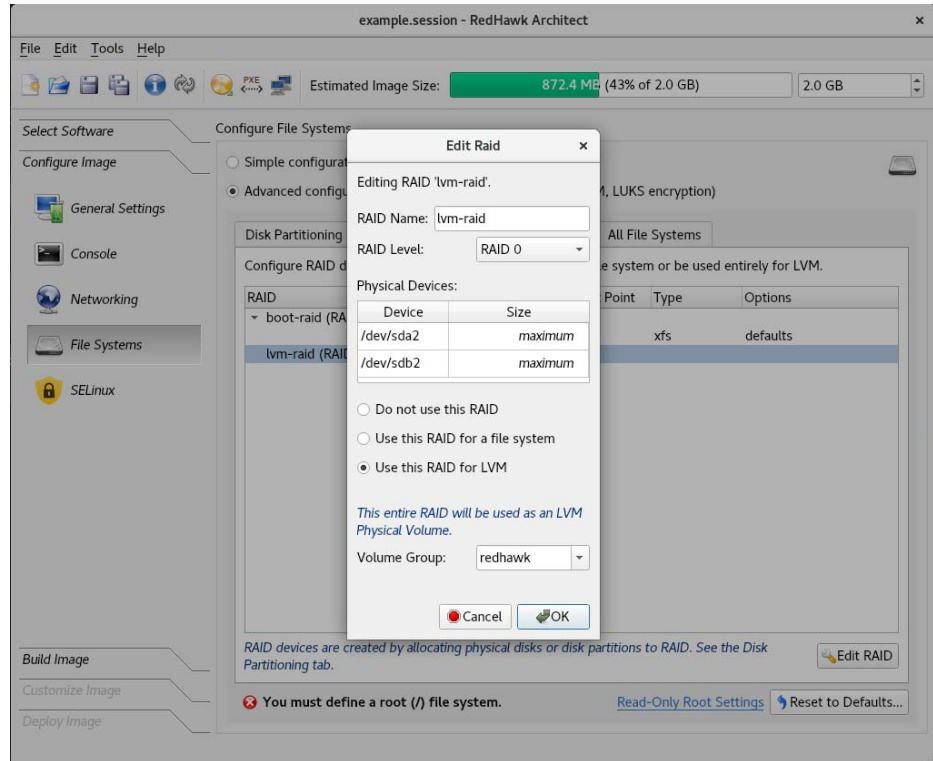 example.session - RedHawk Architect
File Edit Tools Help
PXE
Estimated Image Size:
872.4 MB (43% of 2.0 GB)
2.0 GB
Select Software
Configure Image
General Settings
Console
Networking
File Systems
SELinux
Build Image
Customize Image
Deploy Image
Configure File Systems
Simple
Advanced
LUKS encryption)
Disk Partitioning
All File Systems
Configure RAID
system or be used entirely for LVM.
RAID
Point Type Options
boot-raid
xfs defaults
lvm-raid
Edit Raid
Editing RAID 'lvm-raid'.
RAID Name: lvm-raid
RAID Level: RAID 0
Physical Devices:
Device Size
/dev/sda2 maximum
/dev/sdb2 maximum
Do not use this RAID
Use this RAID for a file system
Use this RAID for LVM
This entire RAID will be used as an LVM
Physical Volume.
Volume Group: redhawk
Cancel OK
RAID devices are created by allocating physical disks or disk partitions to RAID. See the Disk
Partitioning tab.
Edit RAID
You must define a root (/) file system.
Read-Only Root Settings
Reset to Defaults...